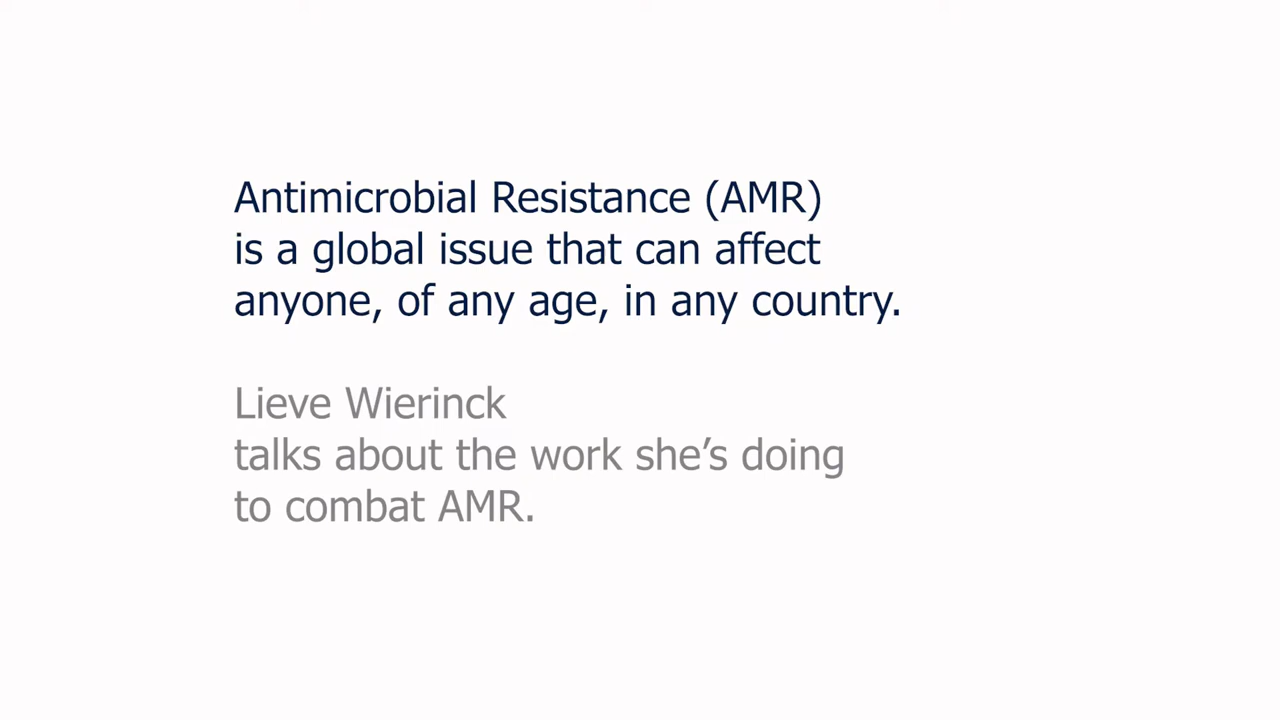 Antimicrobial Resistance (AMR)
is a global issue that can affect
anyone, of any age, in any country.
Lieve Wierinck
talks about the work she’s doing
to combat AMR.